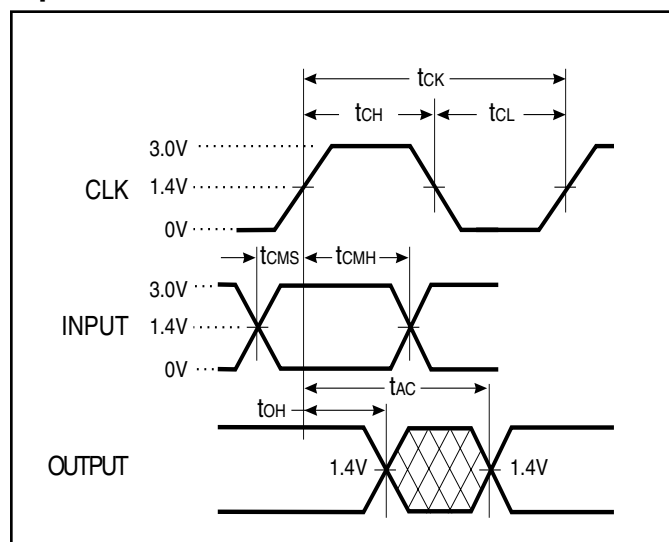 tCK
tCH
tCL
3.0V
CLK
1.4V
0V
tCMS
tCMH
3.0V
INPUT
1.4V
0V
tAC
tOH
OUTPUT
1.4V
1.4V